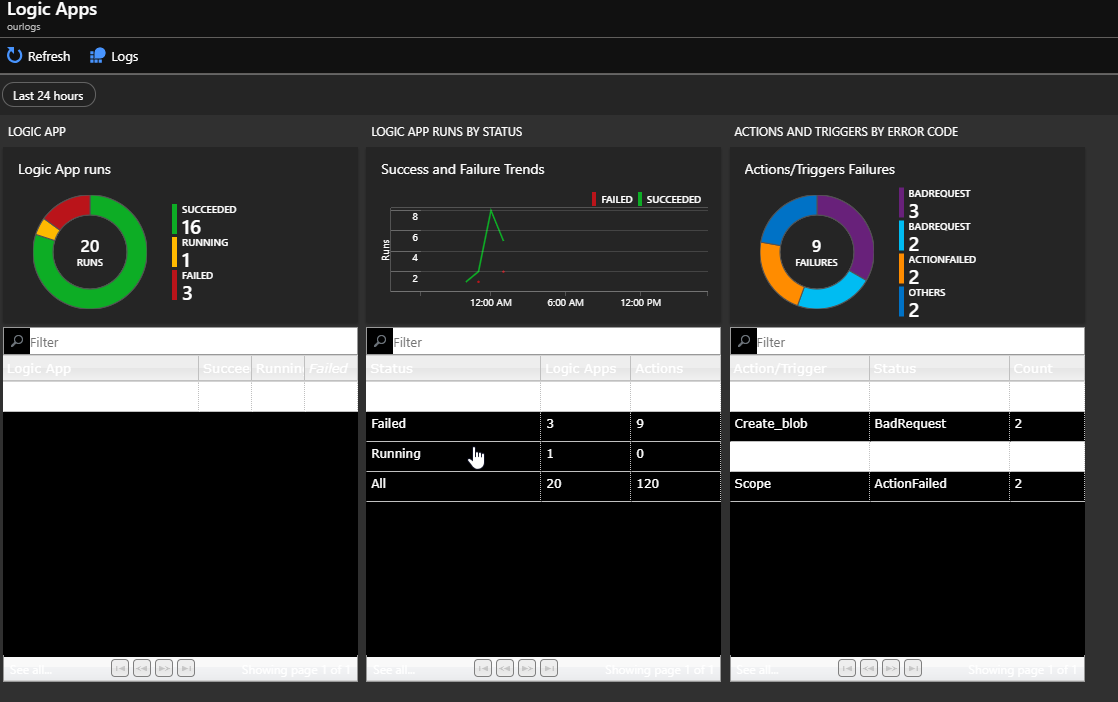 Logic Apps
ourlogs
Refresh Logs
Last 24 hours
LOGIC APP
Logic App runs
20
RUNS
SUCCEEDED
16
RUNNING
1
FAILED
3
Filter
Logic App Succee Runnin Failed
See all... Showing page 1 of 1
LOGIC APP RUNS BY STATUS
Success and Failure Trends
FAILED SUCCEEDED
Runs
8
6
4
2
12:00 AM 6:00 AM 12:00 PM
Filter
Status Logic Apps Actions
Failed 3 9
Running 1 0
All 20 120
See all... Showing page 1 of 1
ACTIONS AND TRIGGERS BY ERROR CODE
Actions/Triggers Failures
9
FAILURES
BADREQUEST
3
BADREQUEST
2
ACTIONFAILED
2
OTHERS
2
Filter
Action/Trigger Status Count
Create_blob BadRequest 2
Scope ActionFailed 2
See all... Showing page 1 of 1